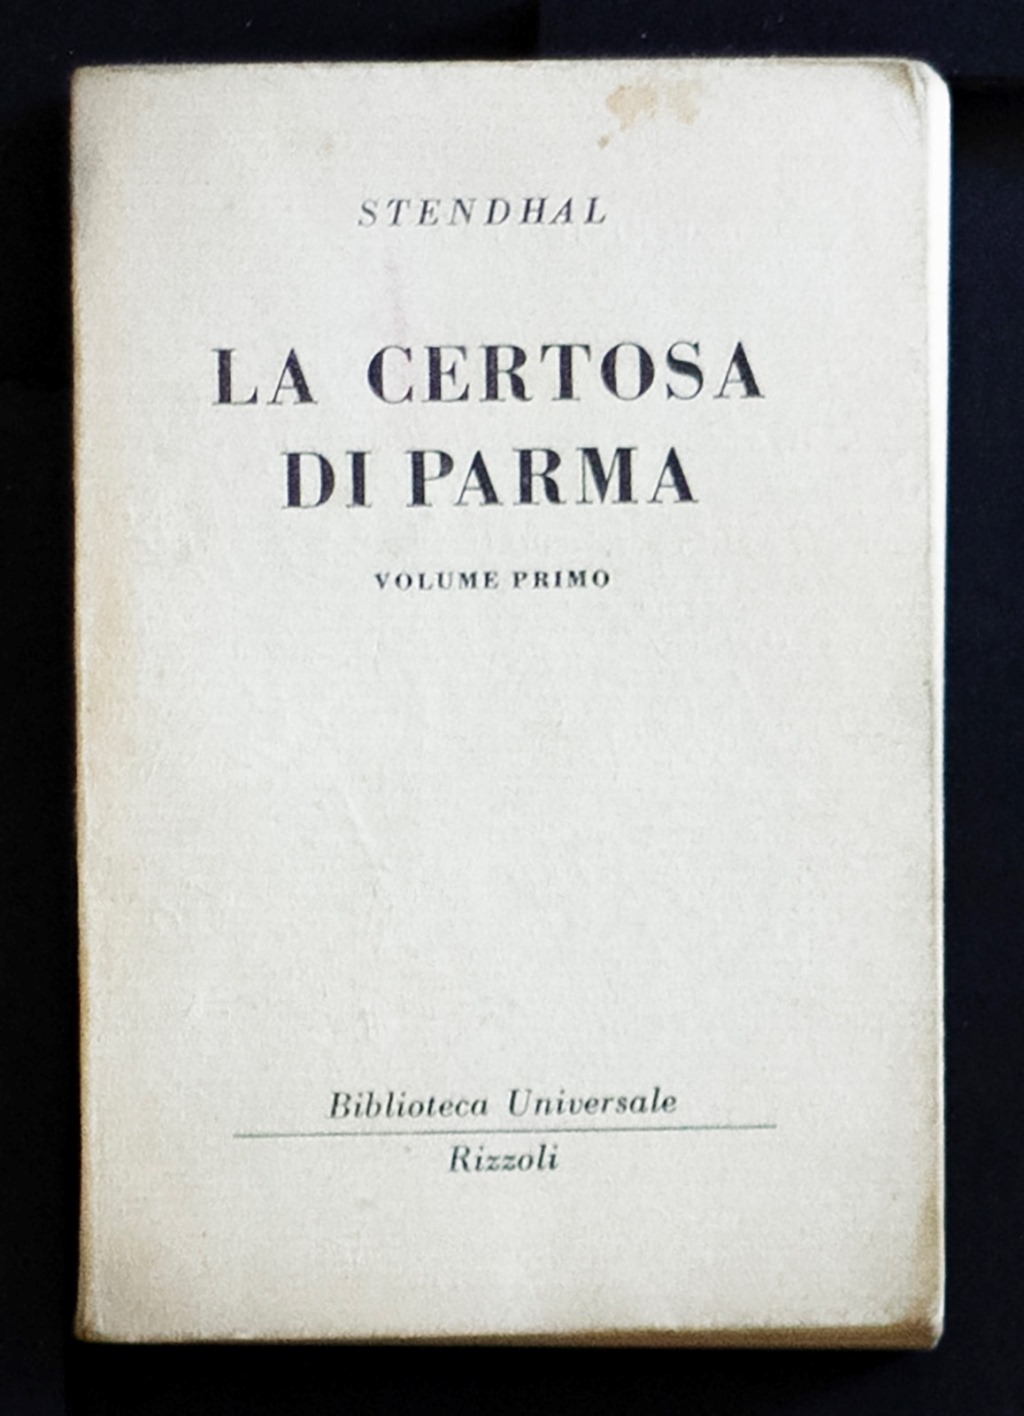 STENDHAL
LA CERTOSA
DI PARMA
VOLUME PRIMO
Biblioteca Universale
Rizzoli